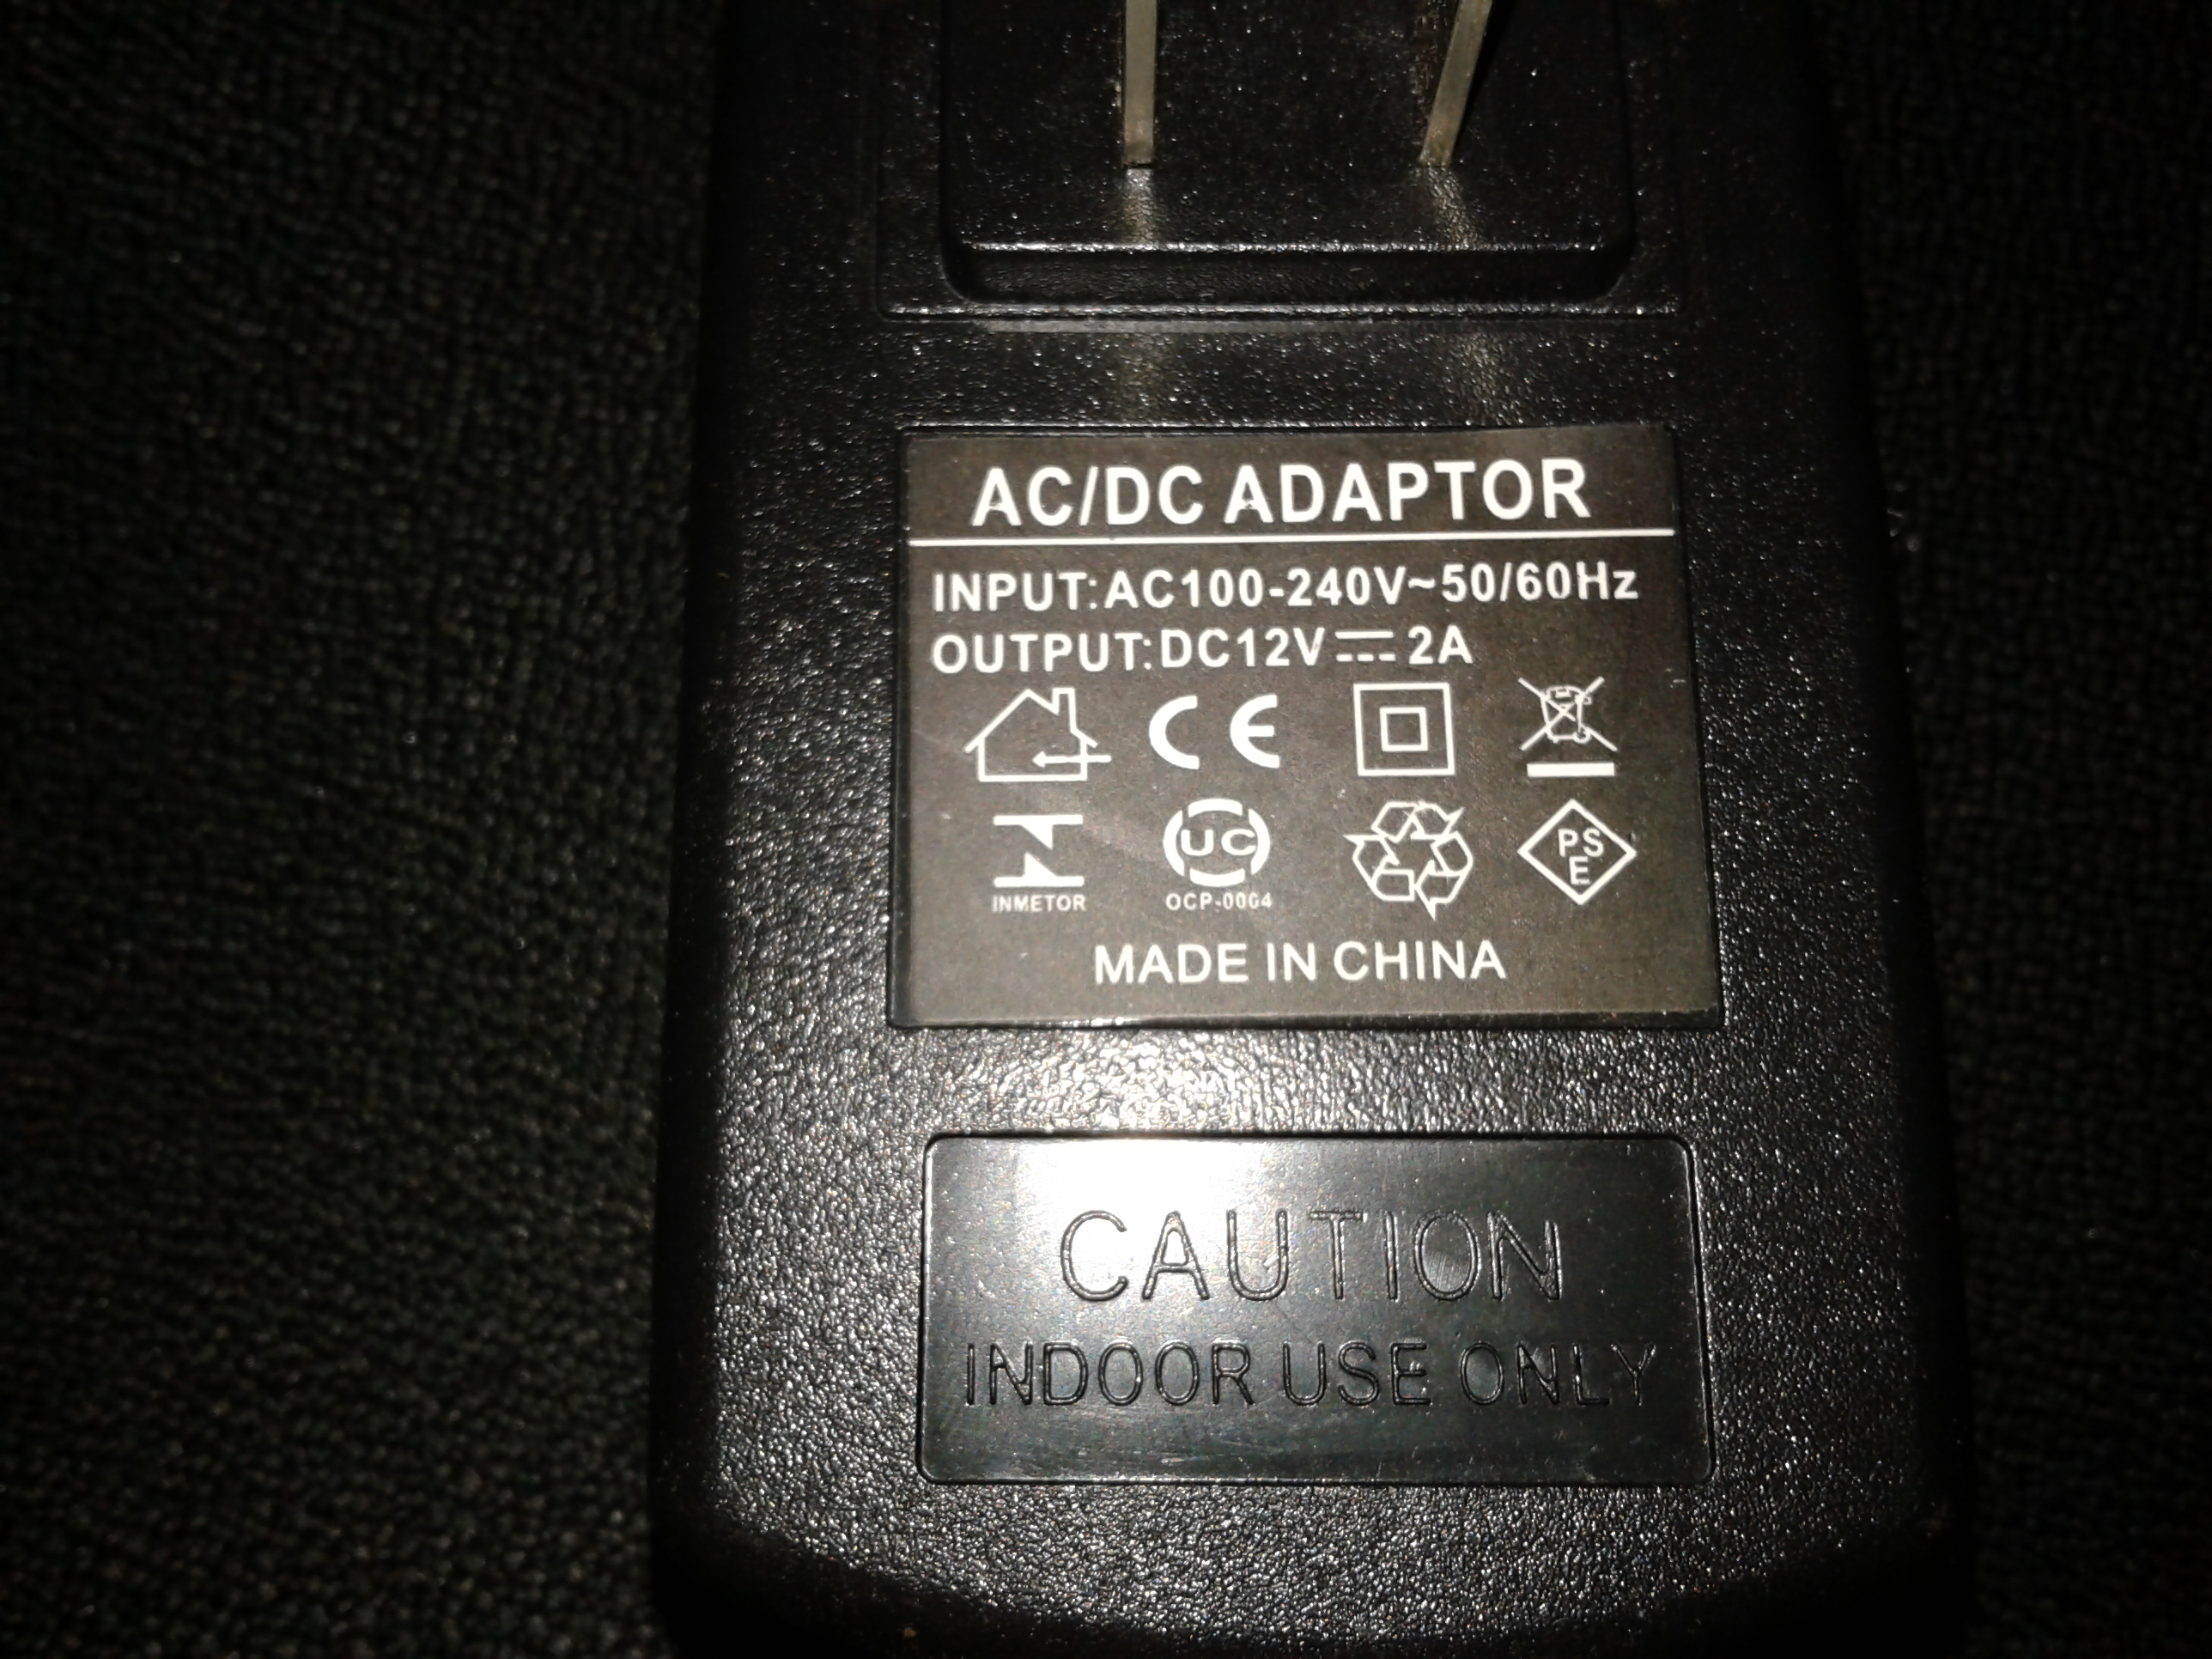 AC/DC ADAPTOR
INPUT:AC100-240V~50/60Hz
OUTPUT:DC12V⎓2A
CE
INMETOR
UC
OCP-0004
PSE
MADE IN CHINA
CAUTION
INDOOR USE ONLY